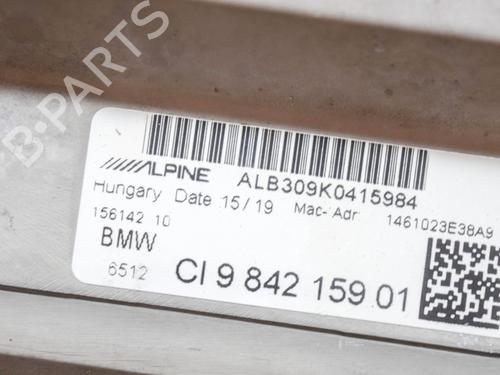 B-PARTS
ALPINE ALB309K0415984
Hungary Date 15/19 Mac-Adr 1461023E38A9
156142 10
BMW
6512 CI 9 842 159 01